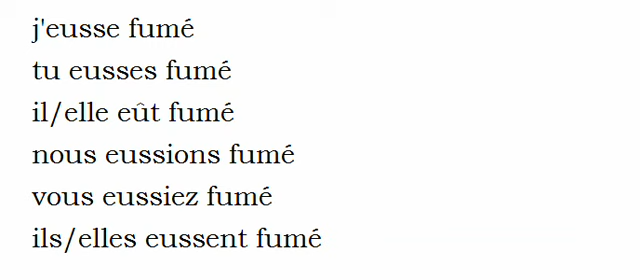 j'eusse fumé
tu eusses fumé
il/elle eût fumé
nous eussions fumé
vous eussiez fumé
ils/elles eussent fumé